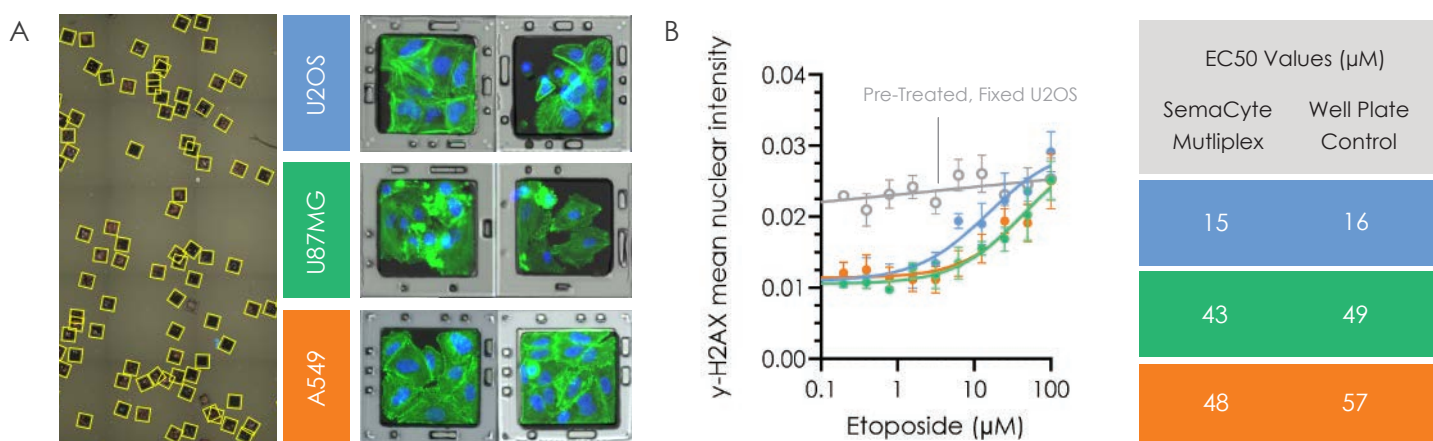 A
U2OS
U87MG
A549
B
γ-H2AX mean nuclear intensity
0.04
0.03
0.02
0.01
0.00
Pre-Treated, Fixed U2OS
0.1
1
10
100
Etoposide (μM)
EC50 Values (μM)
SemaCyte
Mutliplex
Well Plate
Control
15
16
43
49
48
57